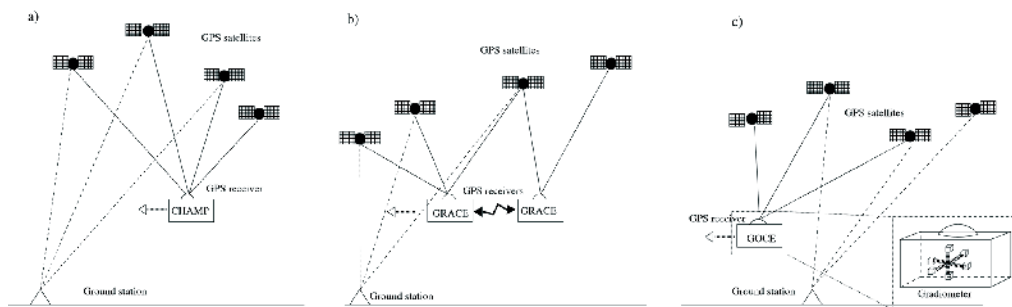 a)
GPS satellites
GPS receiver
CHAMP
Ground station
b)
GPS satellites
GPS receivers
GRACE
GRACE
Ground station
c)
GPS satellites
GPS receiver
GOCE
Ground station
Gradiometer